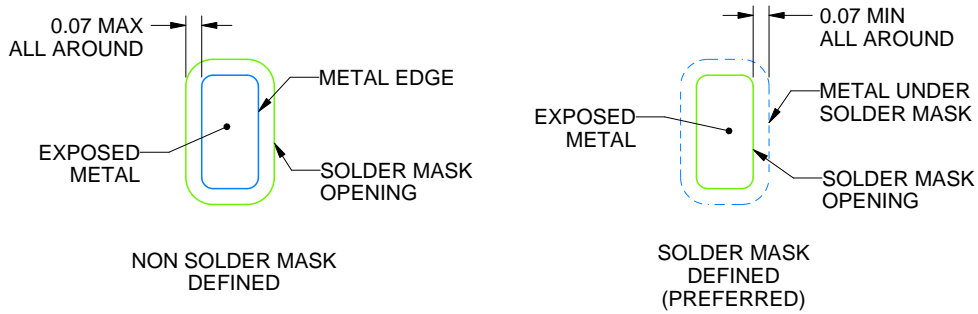 0.07 MAX
ALL AROUND
METAL EDGE
EXPOSED
METAL
SOLDER MASK
OPENING
NON SOLDER MASK
DEFINED
0.07 MIN
ALL AROUND
METAL UNDER
SOLDER MASK
EXPOSED
METAL
SOLDER MASK
OPENING
SOLDER MASK
DEFINED
(PREFERRED)